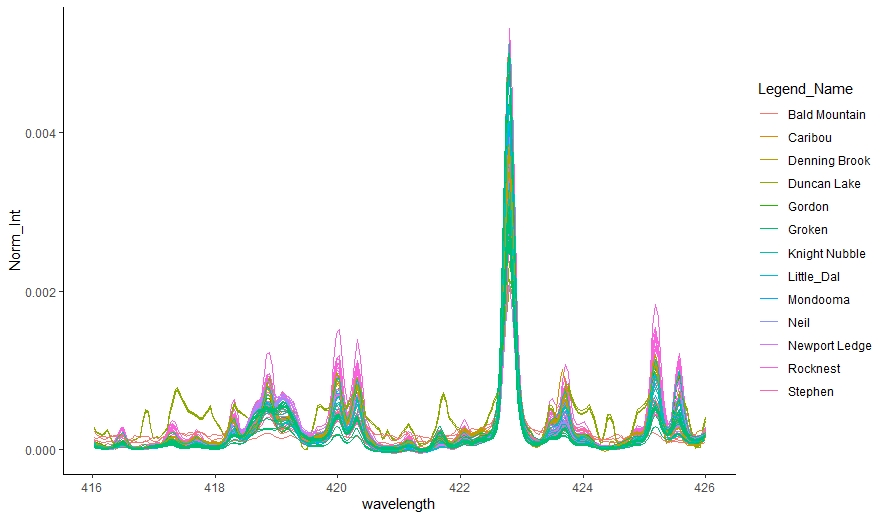 Legend_Name
Bald Mountain
Caribou
Denning Brook
Duncan Lake
Gordon
Groken
Knight Nubble
Little_Dal
Mondooma
Neil
Newport Ledge
Rocknest
Stephen
Norm_Int
0.004
0.002
0.000
416 418 420 422 424 426
wavelength